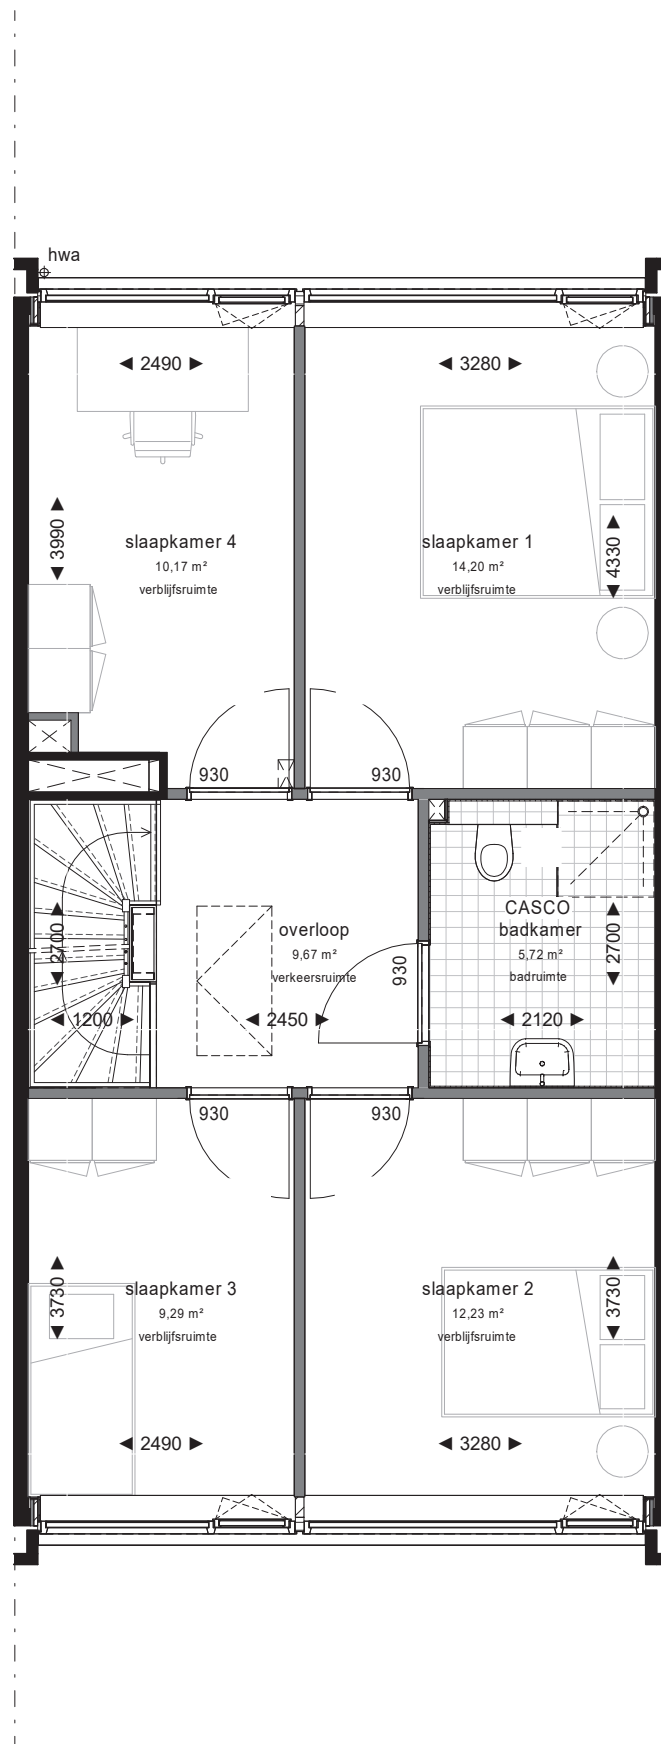 hwa
◄ 2490 ►
◄ 3280 ►
◄ 3990 ►
slaapkamer 4
10,17 m²
verblijfsruimte
slaapkamer 1
14,20 m²
verblijfsruimte
◄ 4330 ►
930
930
◄ 2700 ►
overloop
9,67 m²
verkeersruimte
930
CASCO
badkamer
5,72 m²
badruimte
◄ 2700 ►
◄ 1200 ►
◄ 2450 ►
◄ 2120 ►
930
930
◄ 3730 ►
slaapkamer 3
9,29 m²
verblijfsruimte
slaapkamer 2
12,23 m²
verblijfsruimte
◄ 3730 ►
◄ 2490 ►
◄ 3280 ►